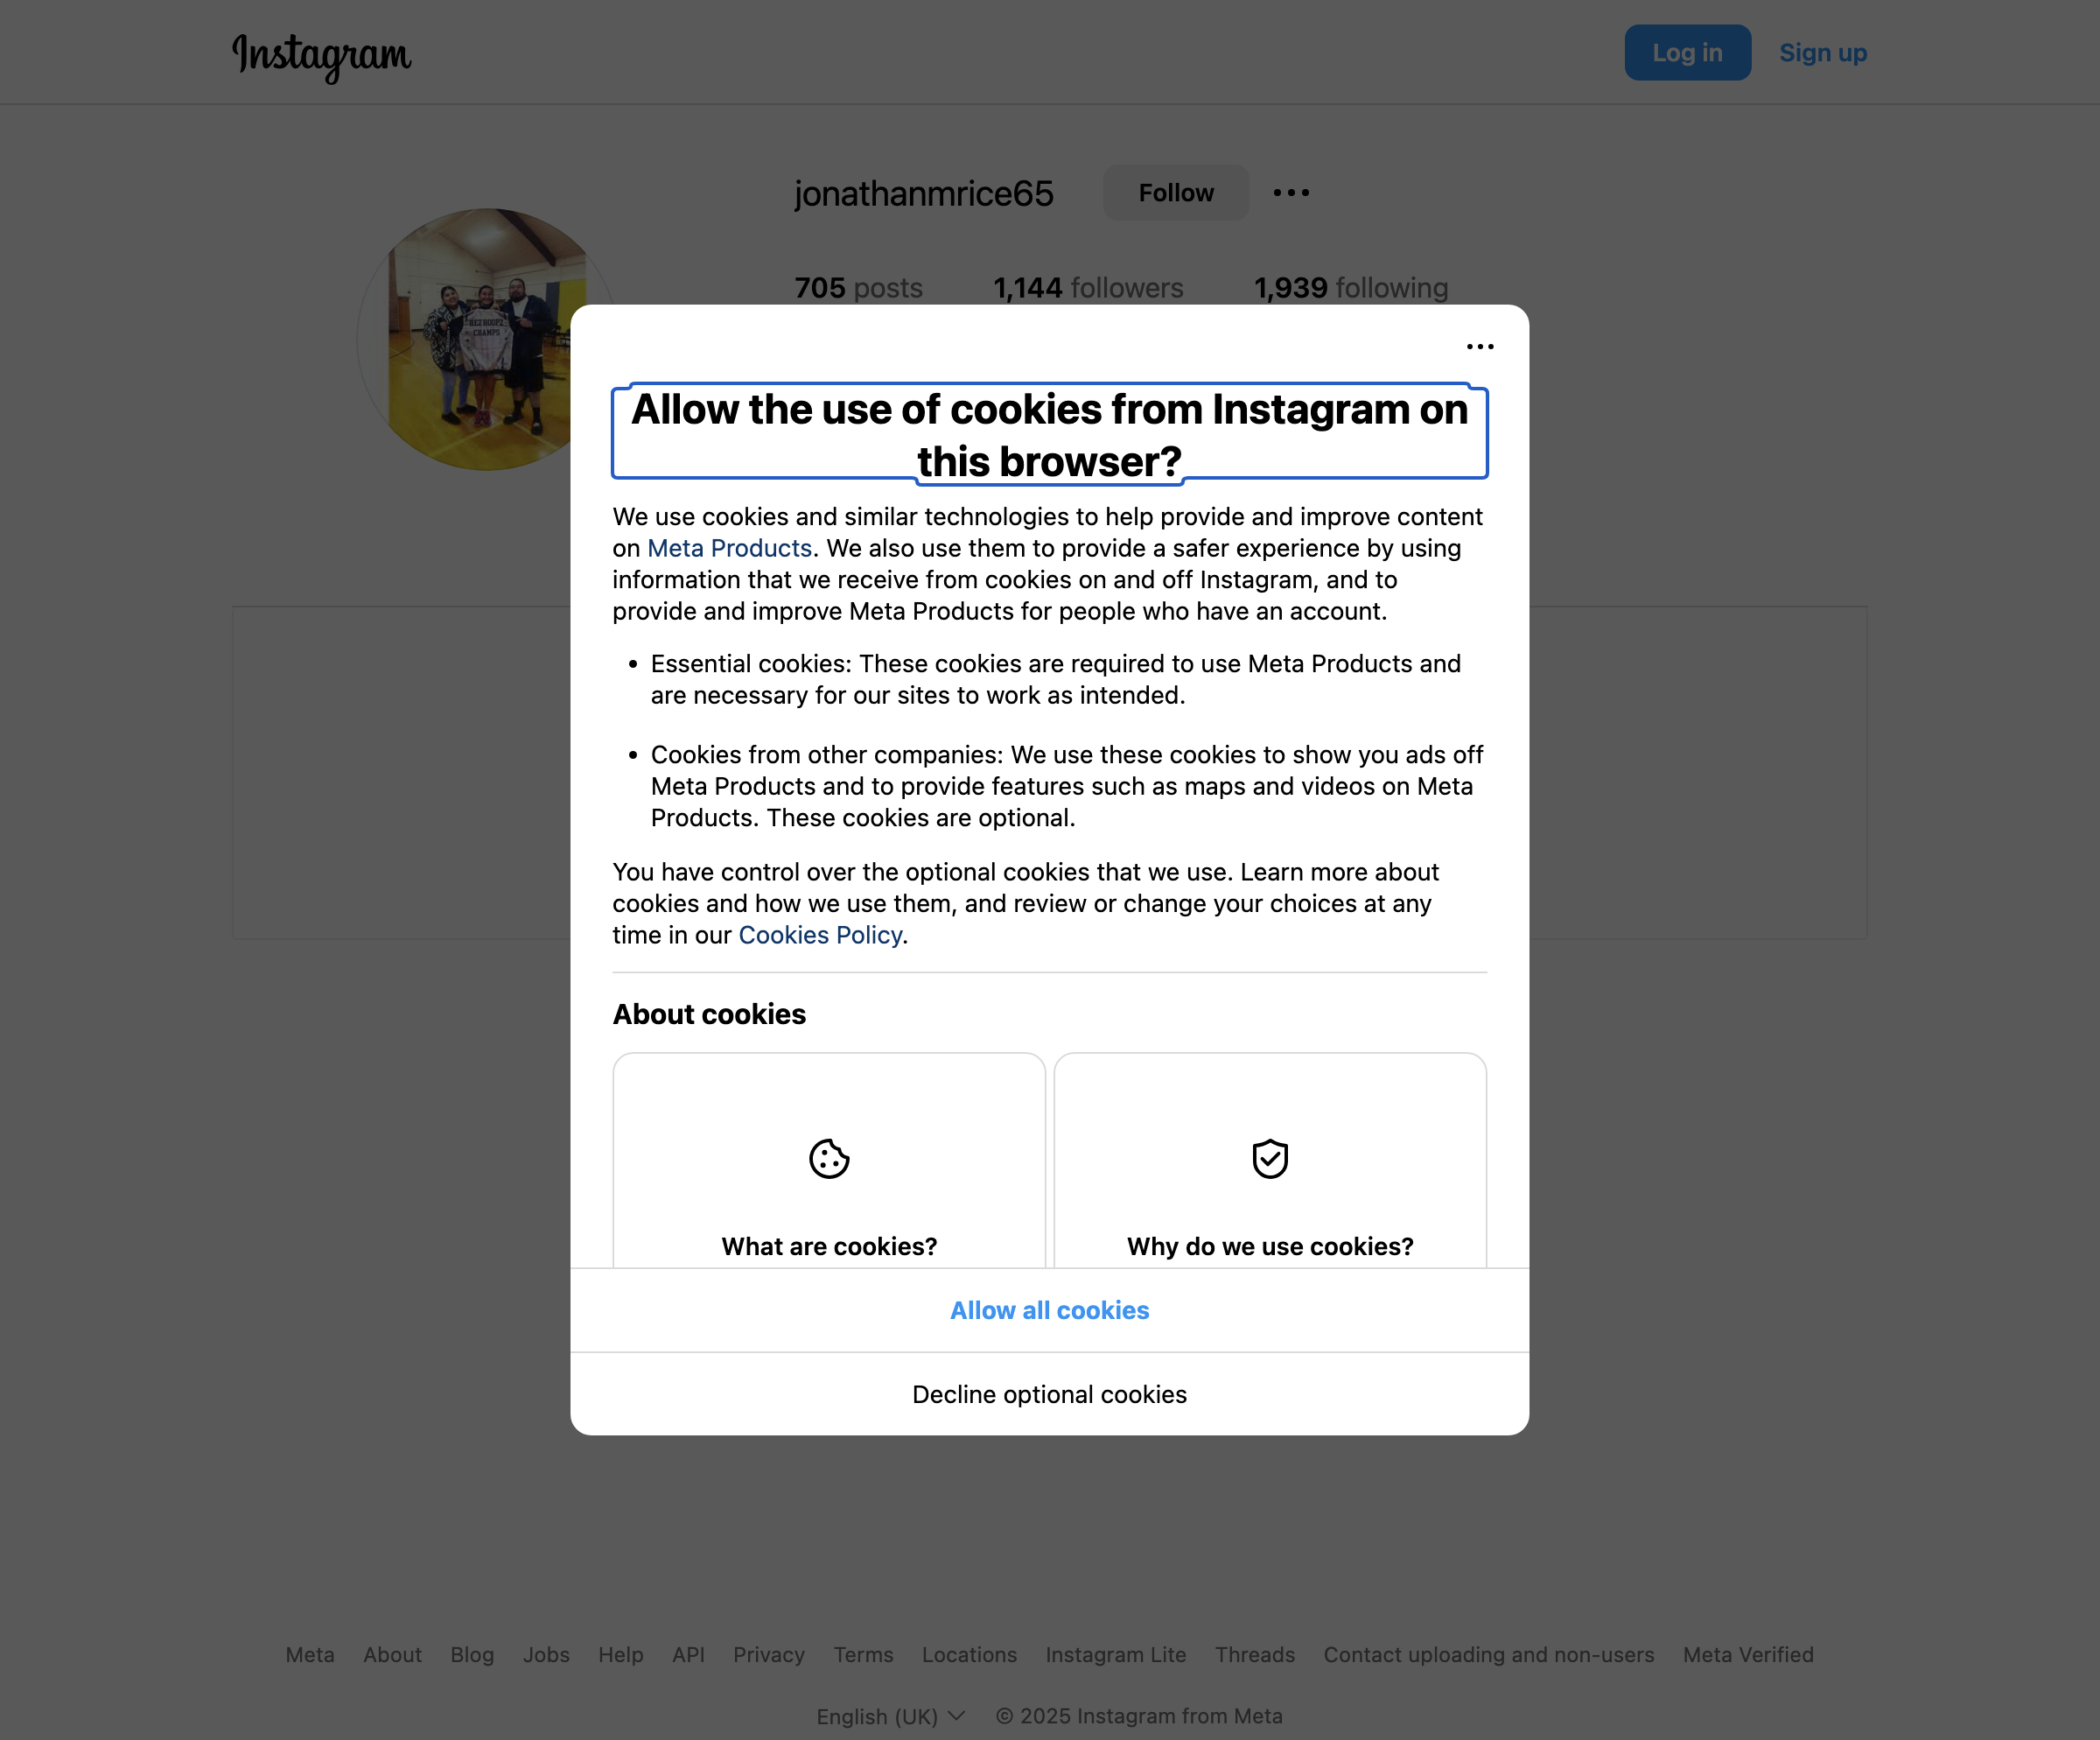 Instagram
Log in
Sign up
jonathanmrice65
Follow
705 posts
1,144 followers
1,939 following
REZ HOOPZ
CHAMPS
Allow the use of cookies from Instagram on
this browser?
We use cookies and similar technologies to help provide and improve content
on Meta Products. We also use them to provide a safer experience by using
information that we receive from cookies on and off Instagram, and to
provide and improve Meta Products for people who have an account.
• Essential cookies: These cookies are required to use Meta Products and
are necessary for our sites to work as intended.
• Cookies from other companies: We use these cookies to show you ads off
Meta Products and to provide features such as maps and videos on Meta
Products. These cookies are optional.
You have control over the optional cookies that we use. Learn more about
cookies and how we use them, and review or change your choices at any
time in our Cookies Policy.
About cookies
What are cookies?
Why do we use cookies?
Allow all cookies
Decline optional cookies
Meta About Blog Jobs Help API Privacy Terms Locations Instagram Lite Threads Contact uploading and non-users Meta Verified
English (UK) © 2025 Instagram from Meta